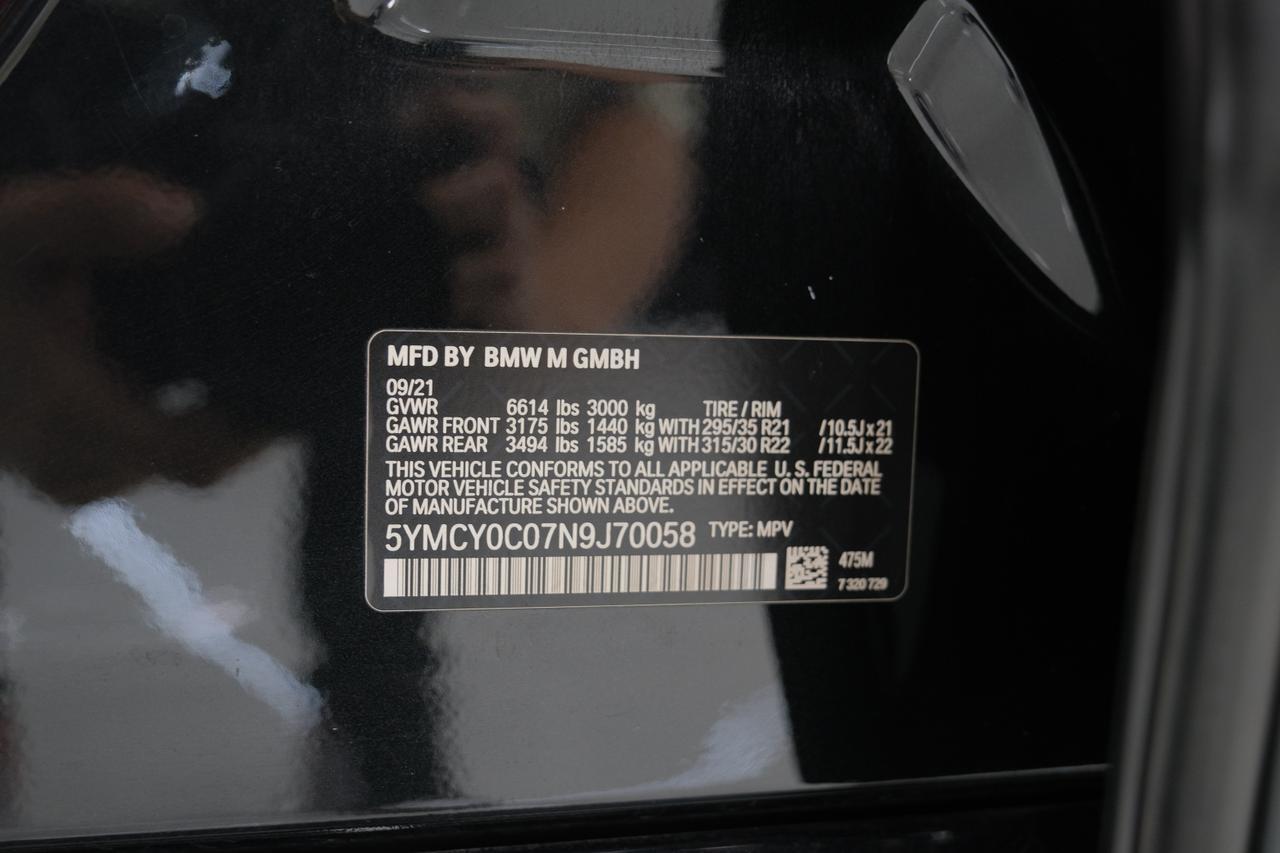 MFD BY BMW M GMBH
09/21
GVWR 6614 lbs 3000 kg TIRE / RIM
GAWR FRONT 3175 lbs 1440 kg WITH 295/35 R21 /10.5J x 21
GAWR REAR 3494 lbs 1585 kg WITH 315/30 R22 /11.5J x 22
THIS VEHICLE CONFORMS TO ALL APPLICABLE U. S. FEDERAL
MOTOR VEHICLE SAFETY STANDARDS IN EFFECT ON THE DATE
OF MANUFACTURE SHOWN ABOVE.
5YMCY0C07N9J70058 TYPE: MPV
475M
7 320 729